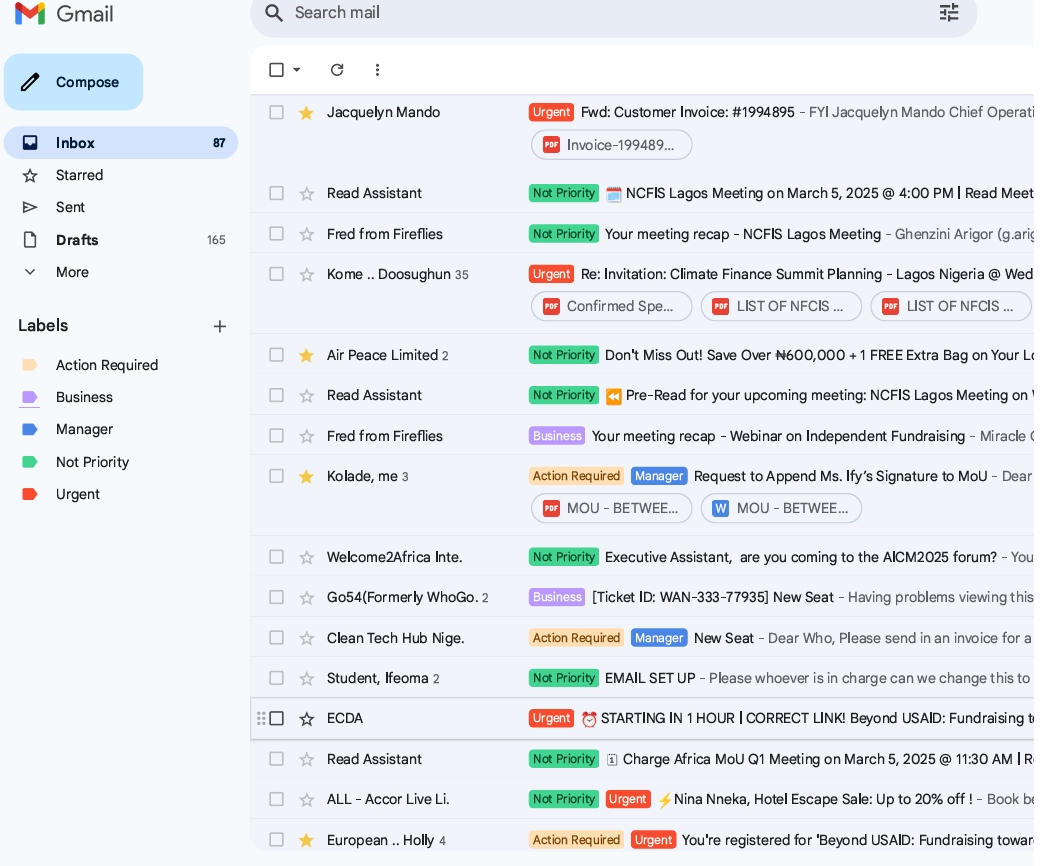 Gmail
Search mail
Compose
Inbox 87
Starred
Sent
Drafts 165
More
Labels
Action Required
Business
Manager
Not Priority
Urgent
Jacquelyn Mando Urgent Fwd: Customer Invoice: #1994895 - FYI Jacquelyn Mando Chief Operati
PDF Invoice-199489...
Read Assistant Not Priority 🗓️ NCFIS Lagos Meeting on March 5, 2025 @ 4:00 PM | Read Meet
Fred from Fireflies Not Priority Your meeting recap - NCFIS Lagos Meeting - Ghenzini Arigor (g.arig
Kome .. Doosughun 35 Urgent Re: Invitation: Climate Finance Summit Planning - Lagos Nigeria @ Wed
PDF Confirmed Spe... PDF LIST OF NFCIS ... PDF LIST OF NFCIS ...
Air Peace Limited 2 Not Priority Don't Miss Out! Save Over ₦600,000 + 1 FREE Extra Bag on Your Lo
Read Assistant Not Priority ⏪ Pre-Read for your upcoming meeting: NCFIS Lagos Meeting on
Fred from Fireflies Business Your meeting recap - Webinar on Independent Fundraising - Miracle
Kolade, me 3 Action Required Manager Request to Append Ms. Ify’s Signature to MoU - Dear
PDF MOU - BETWEE... W MOU - BETWEE...
Welcome2Africa Inte. Not Priority Executive Assistant, are you coming to the AICM2025 forum? - You
Go54(Formerly WhoGo. 2 Business [Ticket ID: WAN-333-77935] New Seat - Having problems viewing this
Clean Tech Hub Nige. Action Required Manager New Seat - Dear Who, Please send in an invoice for a
Student, Ifeoma 2 Not Priority EMAIL SET UP - Please whoever is in charge can we change this to
ECDA Urgent ⏰ STARTING IN 1 HOUR | CORRECT LINK! Beyond USAID: Fundraising to
Read Assistant Not Priority 🗓 Charge Africa MoU Q1 Meeting on March 5, 2025 @ 11:30 AM | Re
ALL - Accor Live Li. Not Priority Urgent ⚡Nina Nneka, Hotel Escape Sale: Up to 20% off ! - Book be
European .. Holly 4 Action Required Urgent You're registered for 'Beyond USAID: Fundraising towar